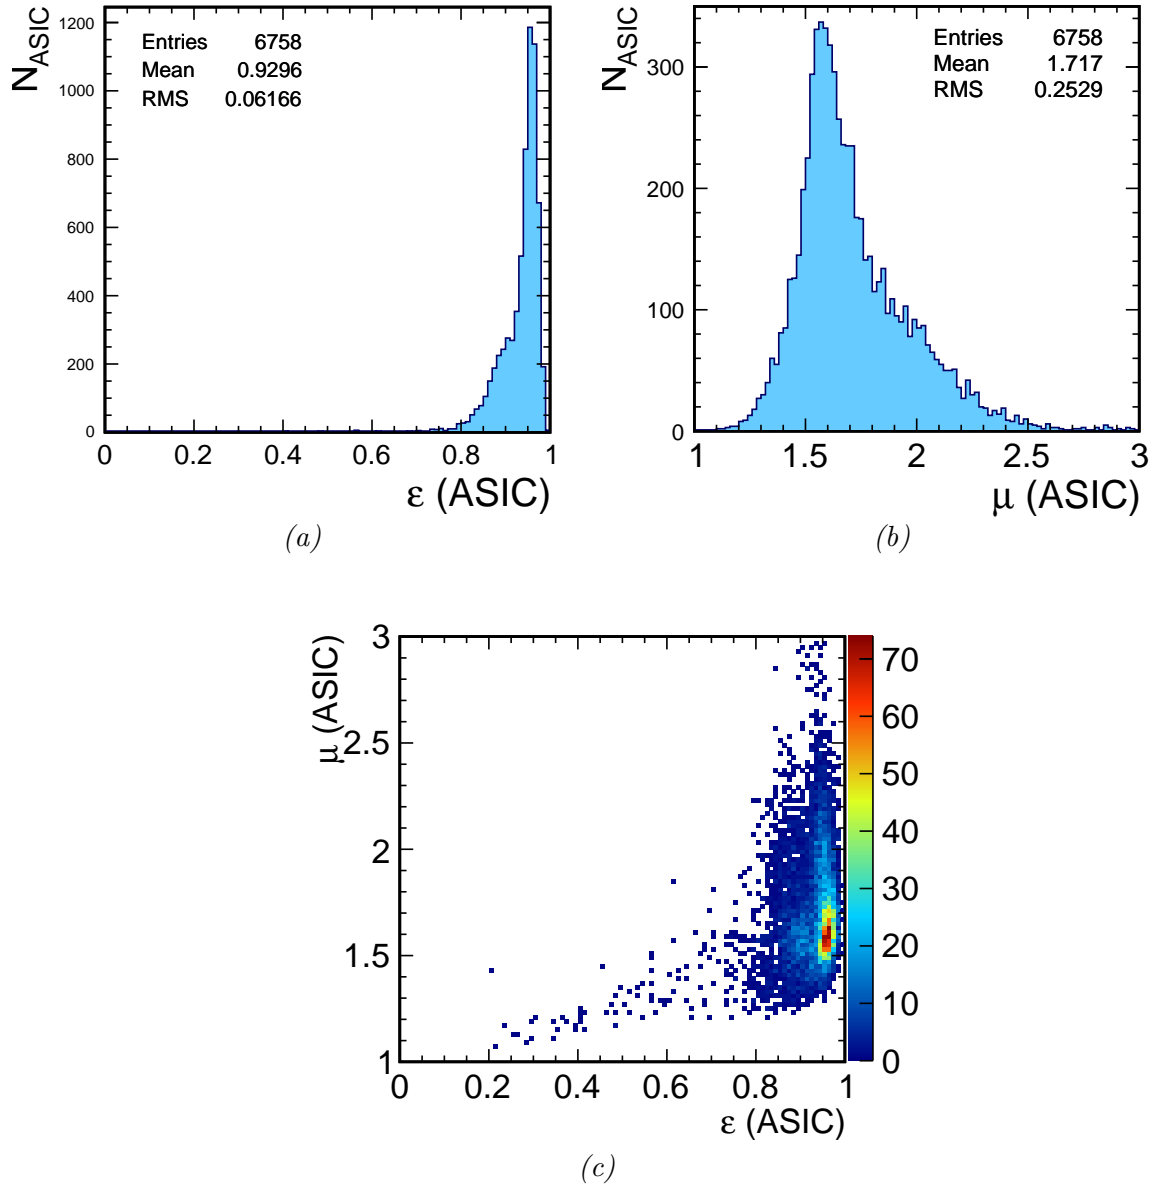 N_ASIC
1200
1000
800
600
400
200
0
Entries 6758
Mean 0.9296
RMS 0.06166
0 0.2 0.4 0.6 0.8 1
ε (ASIC)
(a)
N_ASIC
300
200
100
0
Entries 6758
Mean 1.717
RMS 0.2529
1 1.5 2 2.5 3
μ (ASIC)
(b)
μ (ASIC)
3
2.5
2
1.5
1
70
60
50
40
30
20
10
0
0 0.2 0.4 0.6 0.8 1
ε (ASIC)
(c)